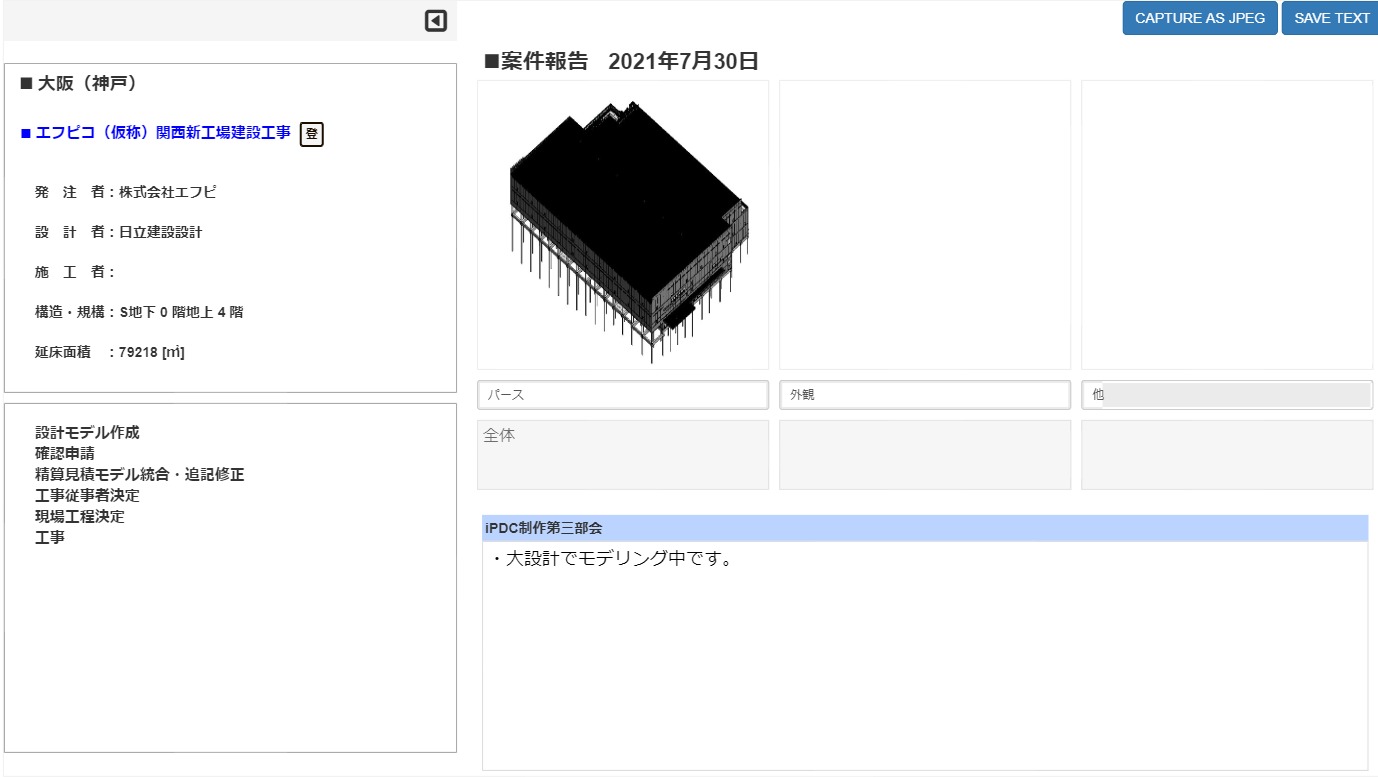 CAPTURE AS JPEG
SAVE TEXT
■ 大阪（神戸）
■ エフピコ（仮称）関西新工場建設工事 登
発　注　者：株式会社エフピ
設　計　者：日立建設設計
施　工　者：
構造・規構：S地下 0 階地上 4 階
延床面積　：79218 [㎡]
設計モデル作成
確認申請
精算見積モデル統合・追記修正
工事従事者決定
現場工程決定
工事
■案件報告　2021年7月30日
パース
外観
他
全体
iPDC制作第三部会
・大設計でモデリング中です。